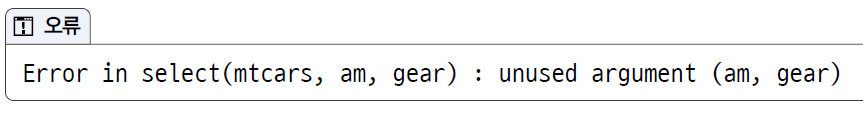 오류
Error in select(mtcars, am, gear) : unused argument (am, gear)